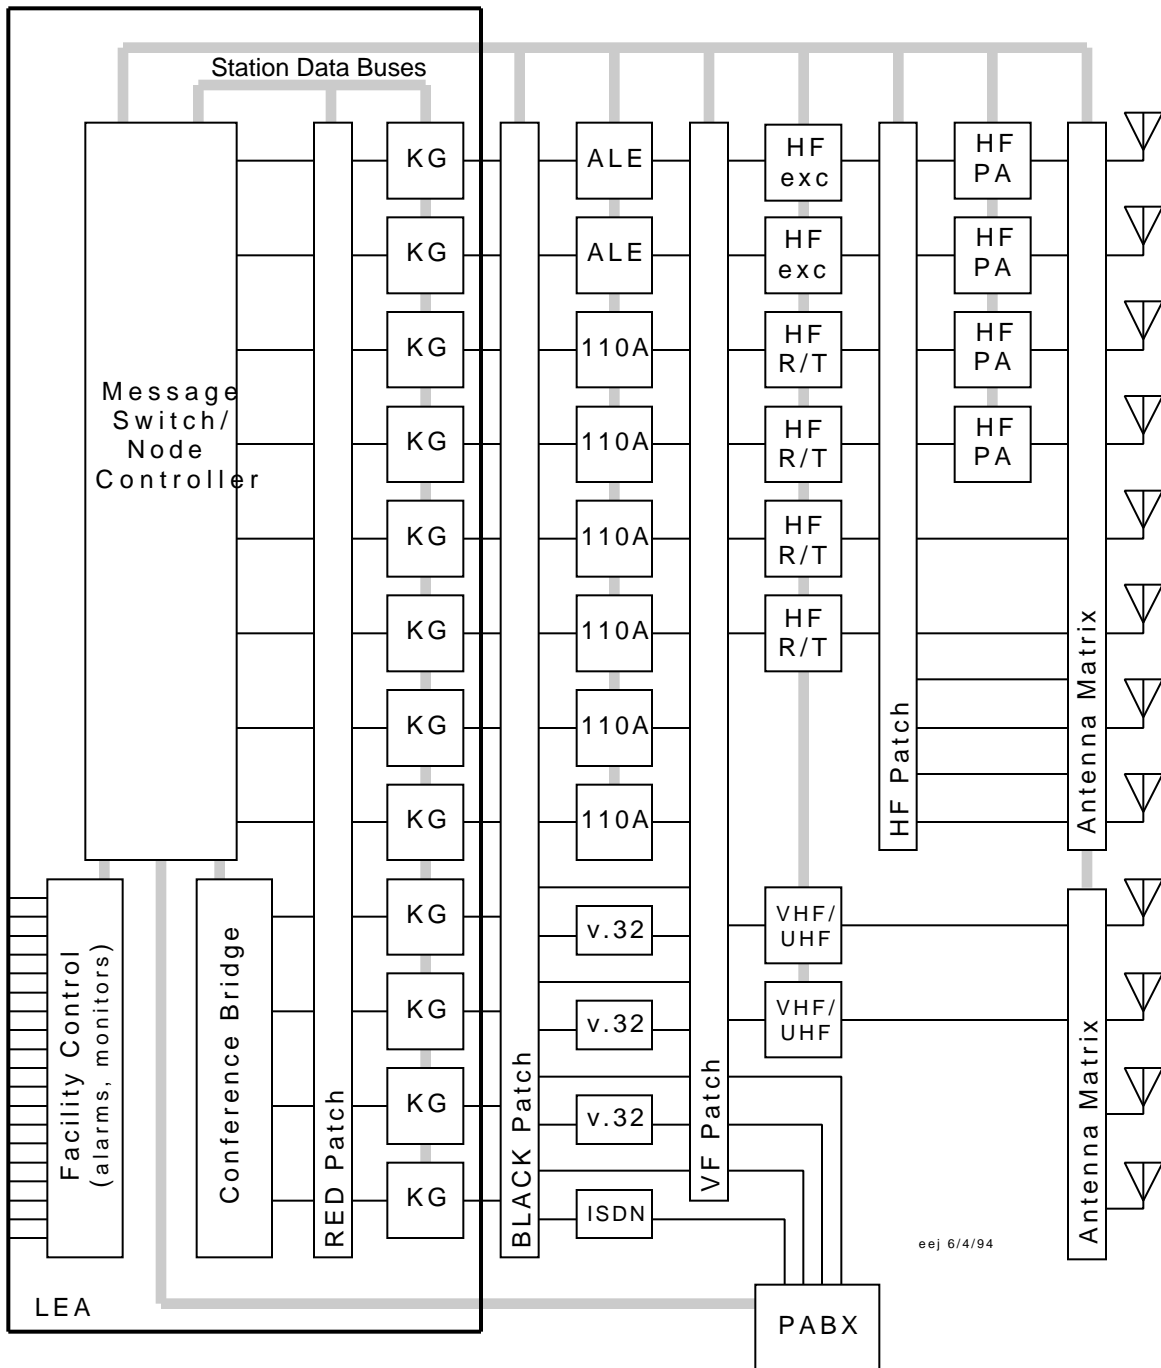 Station Data Buses
KG
ALE
HF
exc
HF
PA
KG
ALE
HF
exc
HF
PA
KG
110A
HF
R/T
HF
PA
Message
Switch/
Node
Controller
KG
110A
HF
R/T
HF
PA
KG
110A
HF
R/T
KG
110A
HF
R/T
KG
110A
KG
110A
HF Patch
Antenna Matrix
Facility Control
(alarms, monitors)
Conference Bridge
RED Patch
KG
BLACK Patch
v.32
VF Patch
VHF/
UHF
KG
v.32
VHF/
UHF
KG
v.32
KG
ISDN
Antenna Matrix
eej 6/4/94
LEA
PABX